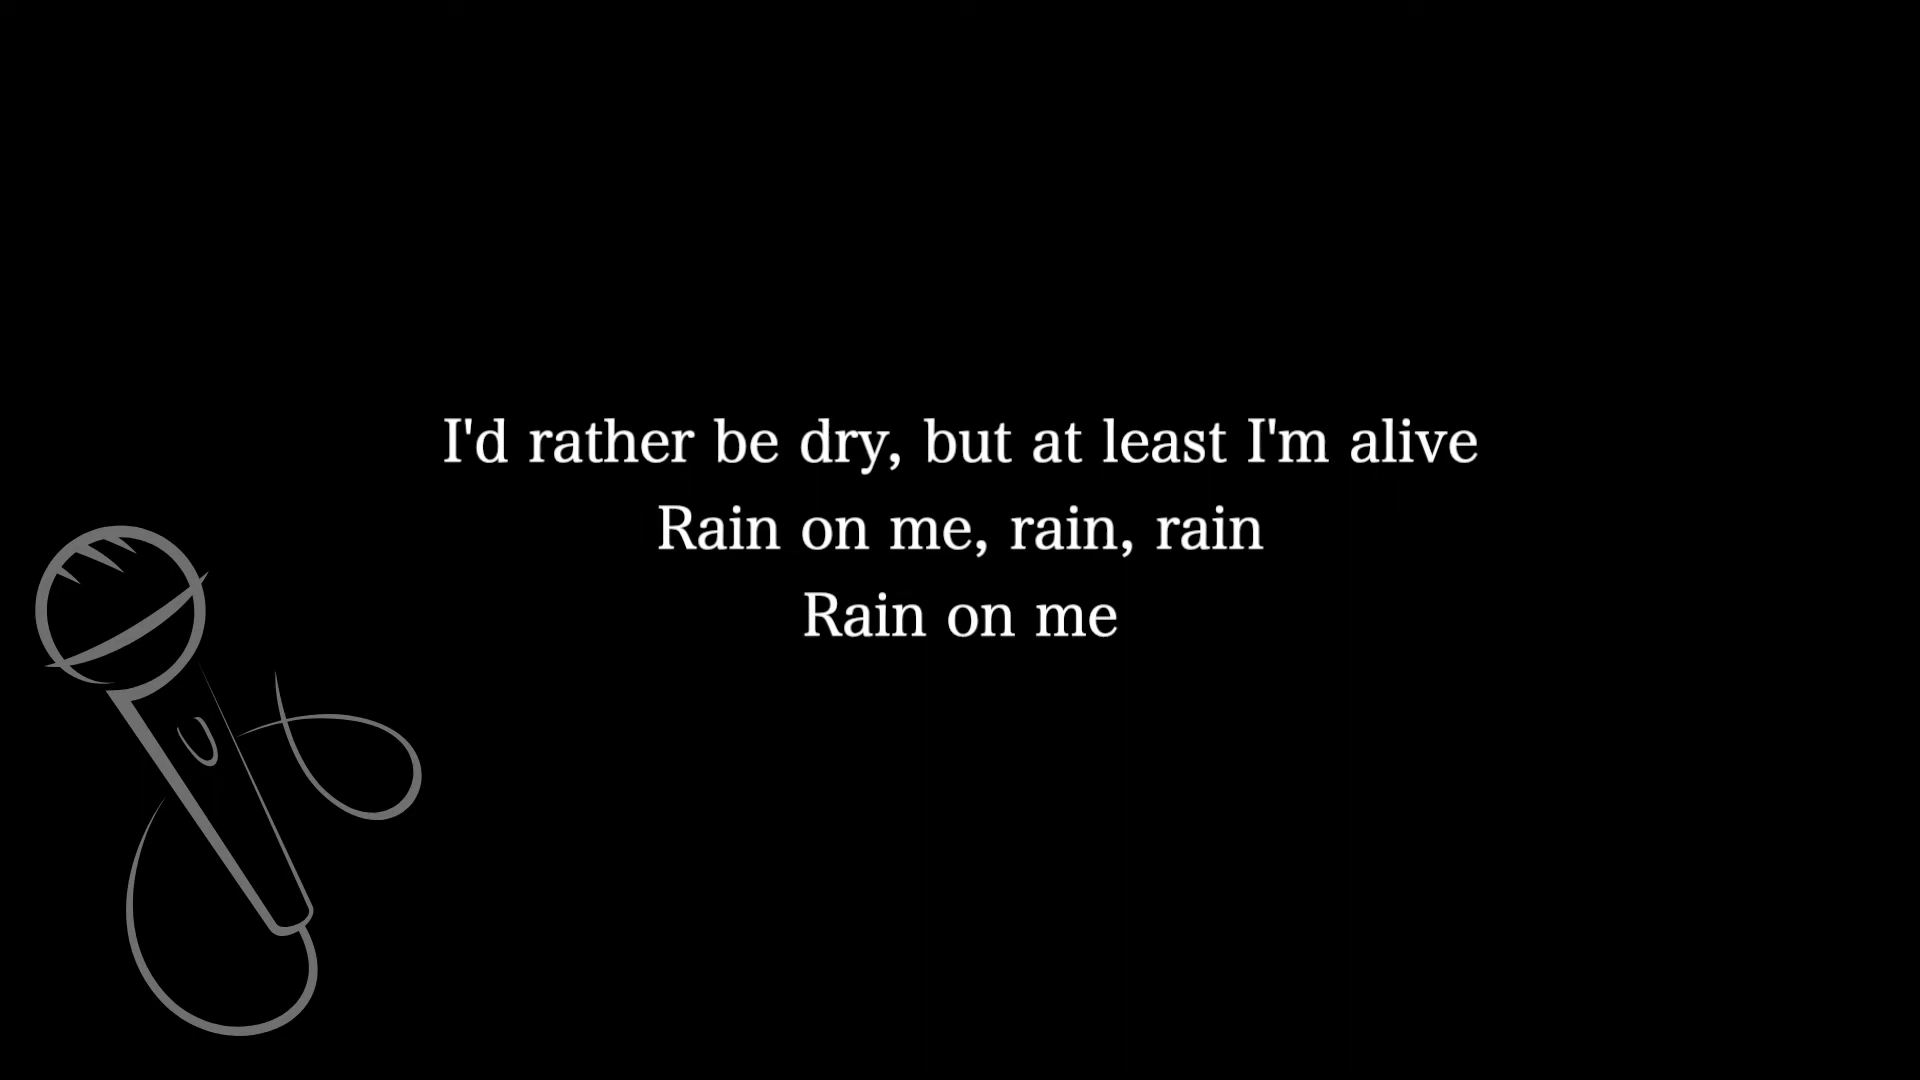 I'd rather be dry, but at least I'm alive
Rain on me, rain, rain
Rain on me